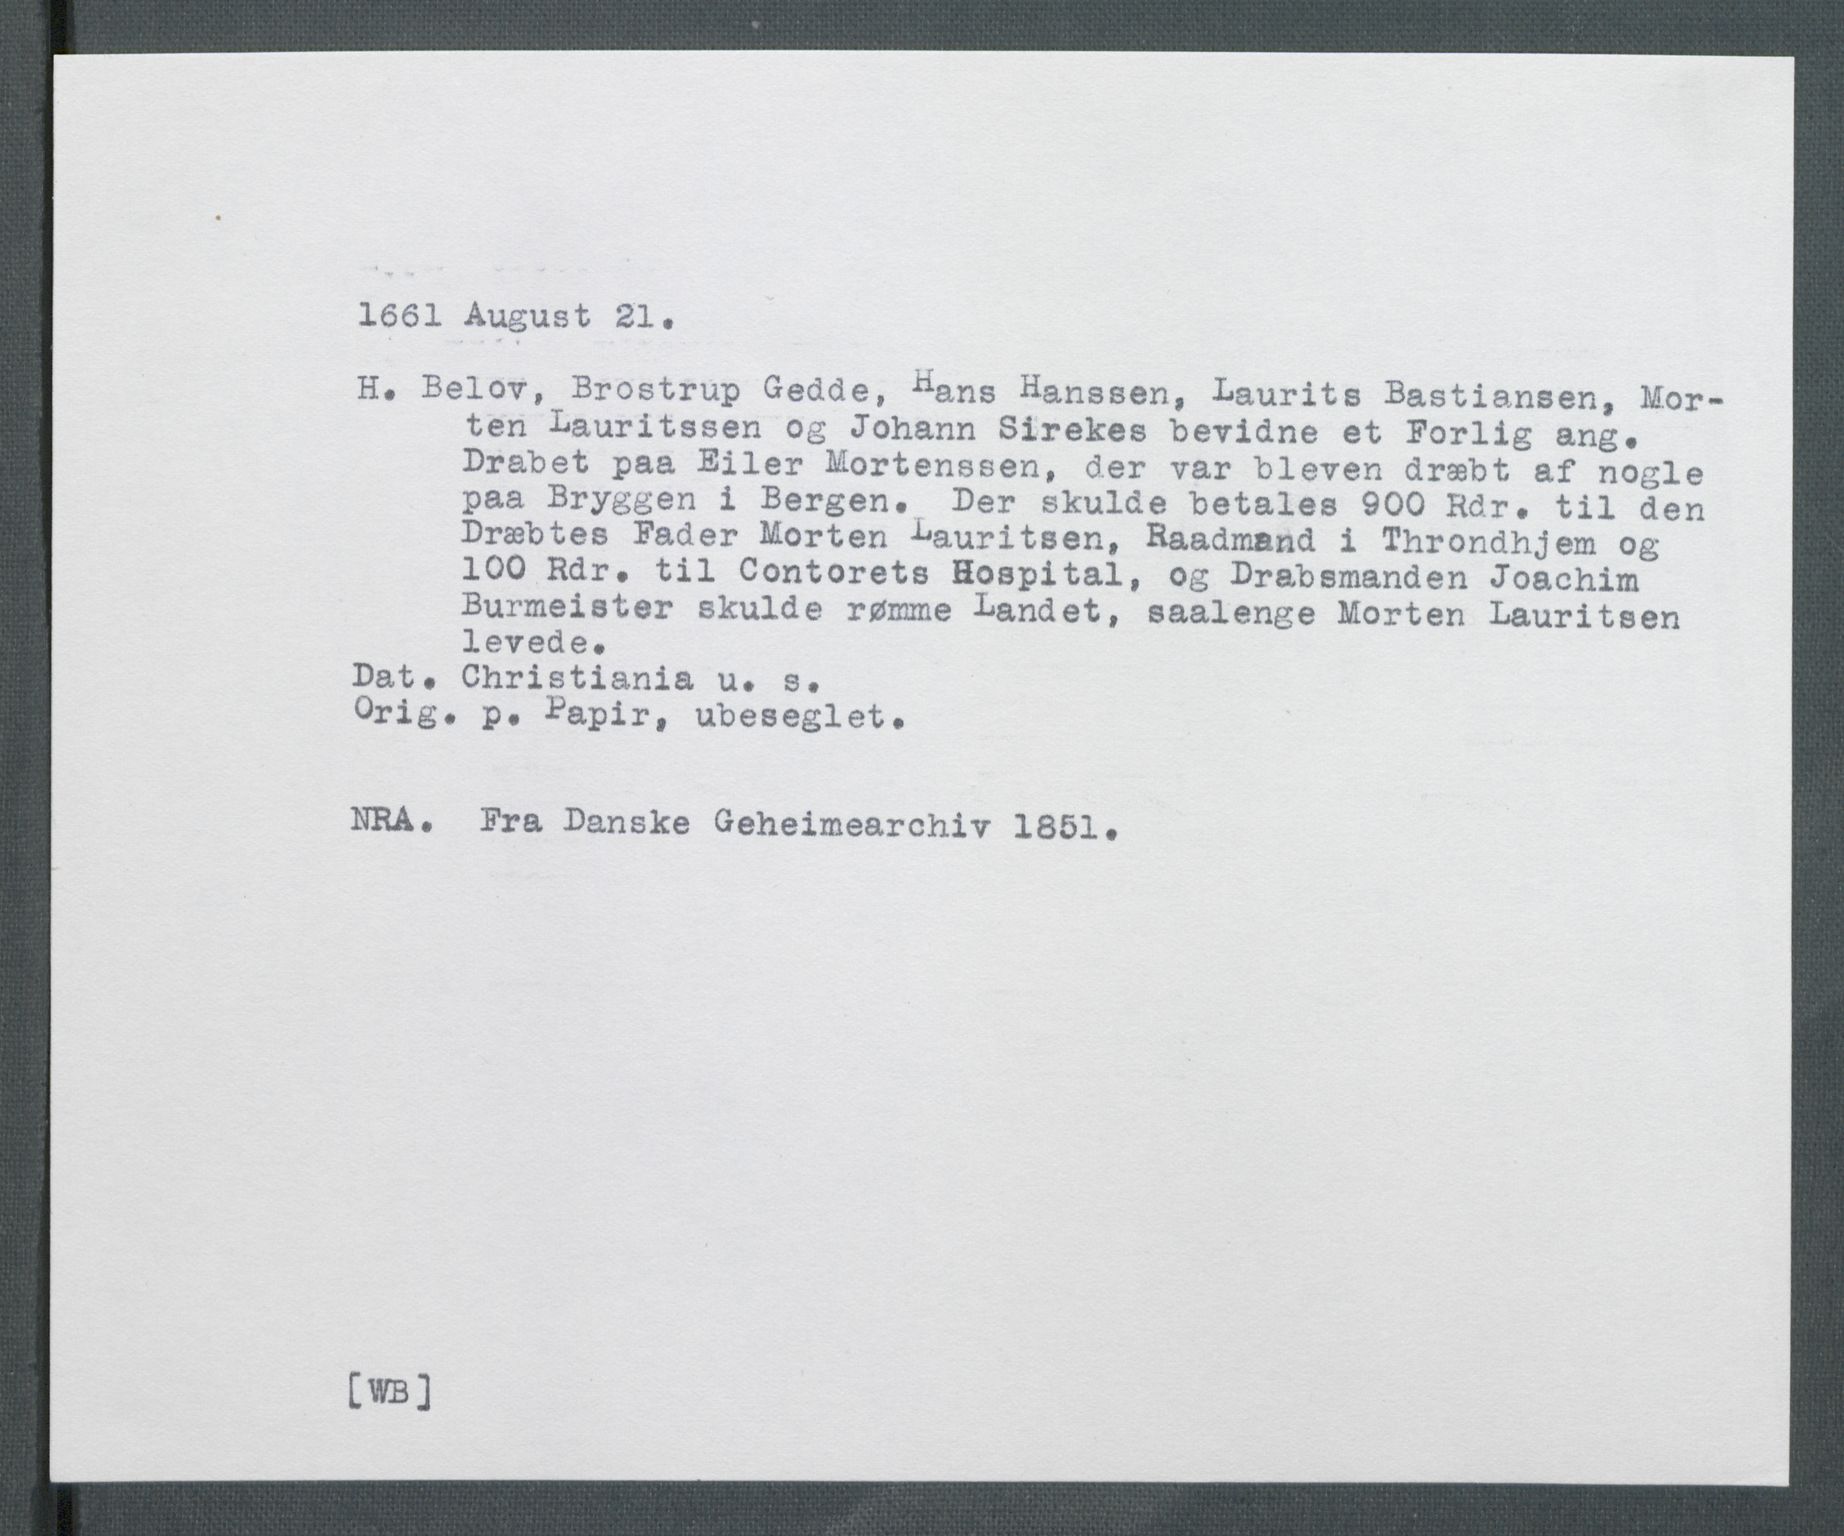 1661 August 21.
H. Belov, Brostrup Gedde, Hans Hanssen, Laurits Bastiansen, Mor-
ten Lauritssen og Johann Sirekes bevidne et Forlig ang.
Drabet paa Eiler Mortenssen, der var bleven dræbt af nogle
paa Bryggen i Bergen. Der skulde betales 900 Rdr. til den
Dræbtes Fader Morten Lauritsen, Raadmand i Throndhjem og
100 Rdr. til Contorets Hospital, og Drabsmanden Joachim
Burmeister skulde rømme Landet, saalenge Morten Lauritsen
levede.
Dat. Christiania u. s.
Orig. p. Papir, ubeseglet.
NRA. Fra Danske Geheimearchiv 1851.
[WB]